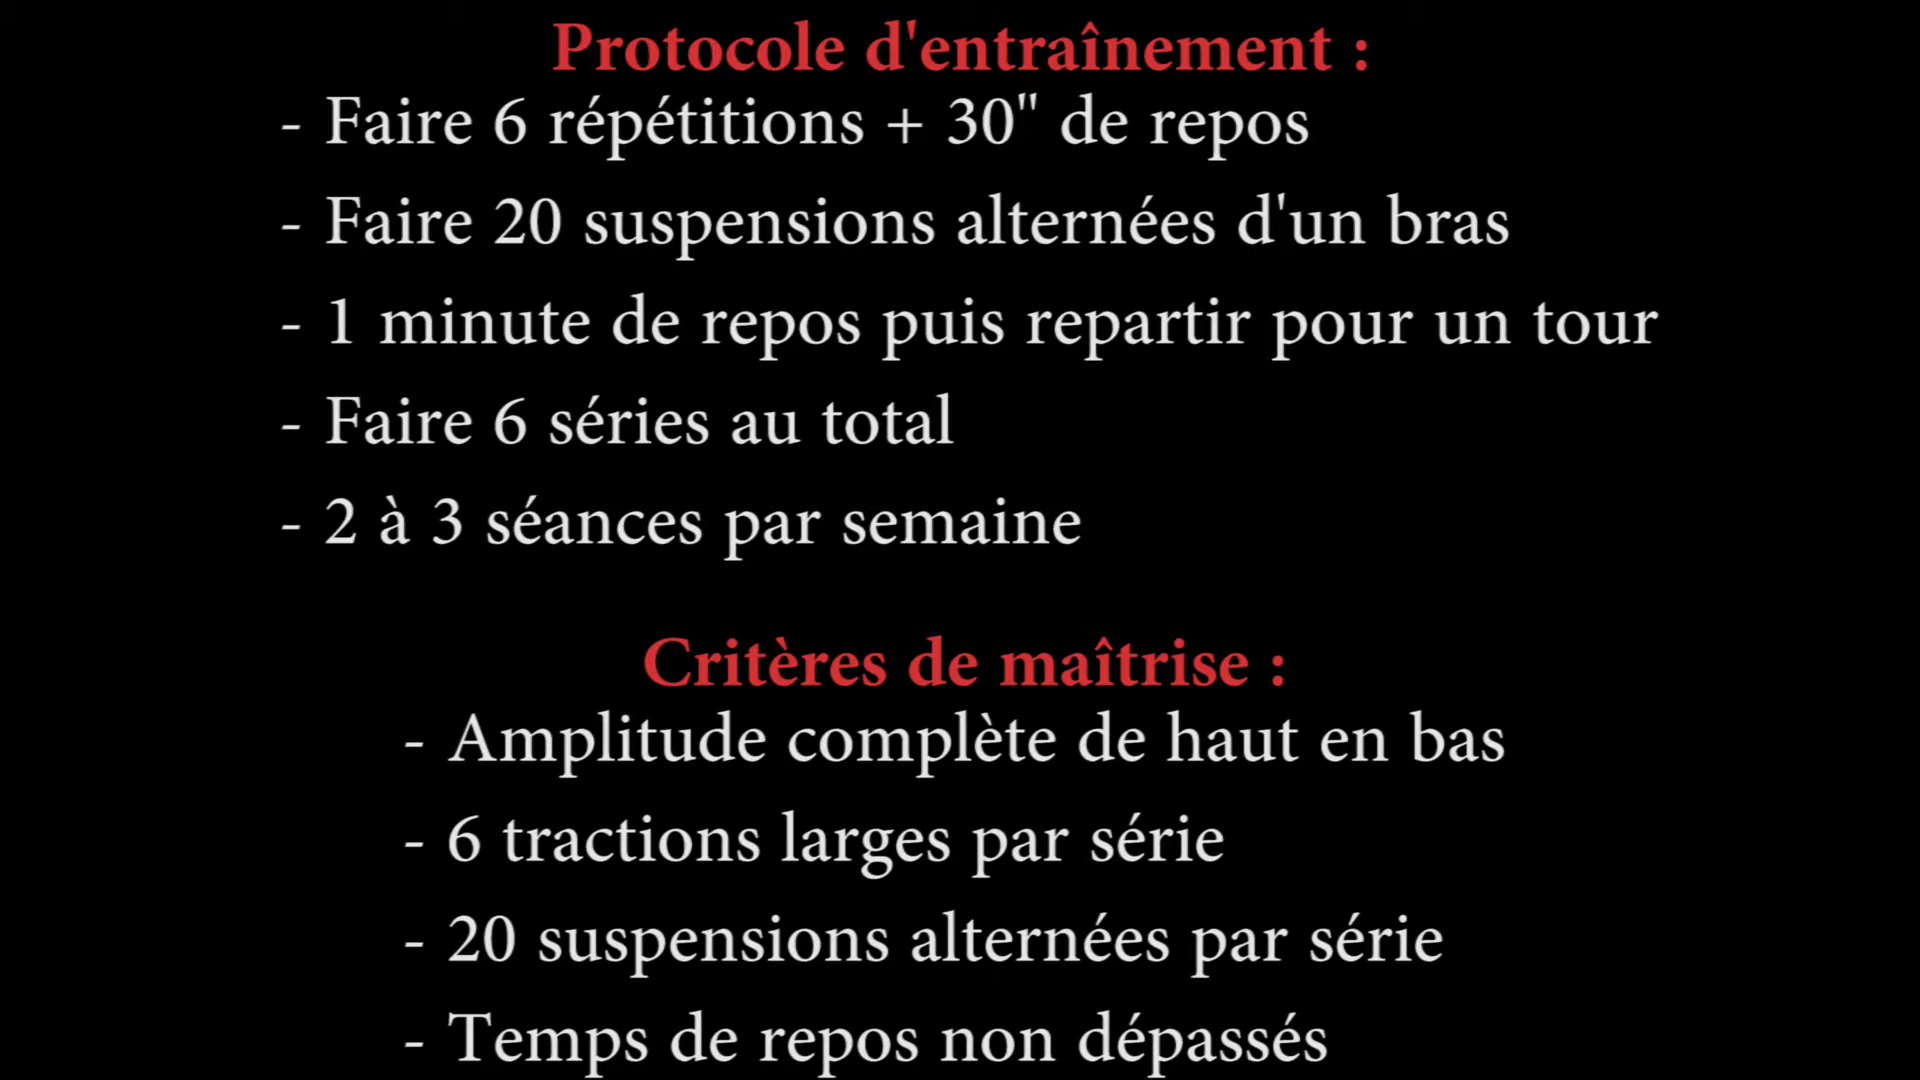 Protocole d'entraînement :
- Faire 6 répétitions + 30" de repos
- Faire 20 suspensions alternées d'un bras
- 1 minute de repos puis repartir pour un tour
- Faire 6 séries au total
- 2 à 3 séances par semaine
Critères de maîtrise :
- Amplitude complète de haut en bas
- 6 tractions larges par série
- 20 suspensions alternées par série
- Temps de repos non dépassés